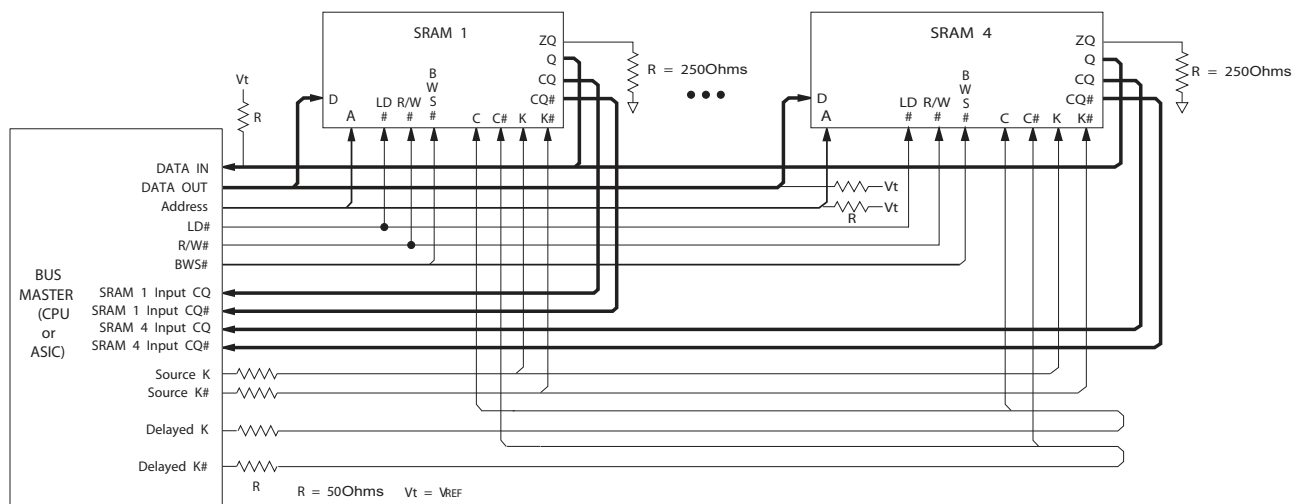 SRAM 1
ZQ
Q
CQ
CQ#
D
A
LD
#
R/W
#
B
W
S
#
C
C#
K
K#
R = 250Ohms
SRAM 4
ZQ
Q
CQ
CQ#
D
A
LD
#
R/W
#
B
W
S
#
C
C#
K
K#
R = 250Ohms
Vt
R
DATA IN
DATA OUT
Address
LD#
R/W#
BWS#
Vt
Vt
R
BUS
MASTER
(CPU
or
ASIC)
SRAM 1 Input CQ
SRAM 1 Input CQ#
SRAM 4 Input CQ
SRAM 4 Input CQ#
Source K
Source K#
Delayed K
Delayed K#
R
R = 50Ohms Vt = VREF